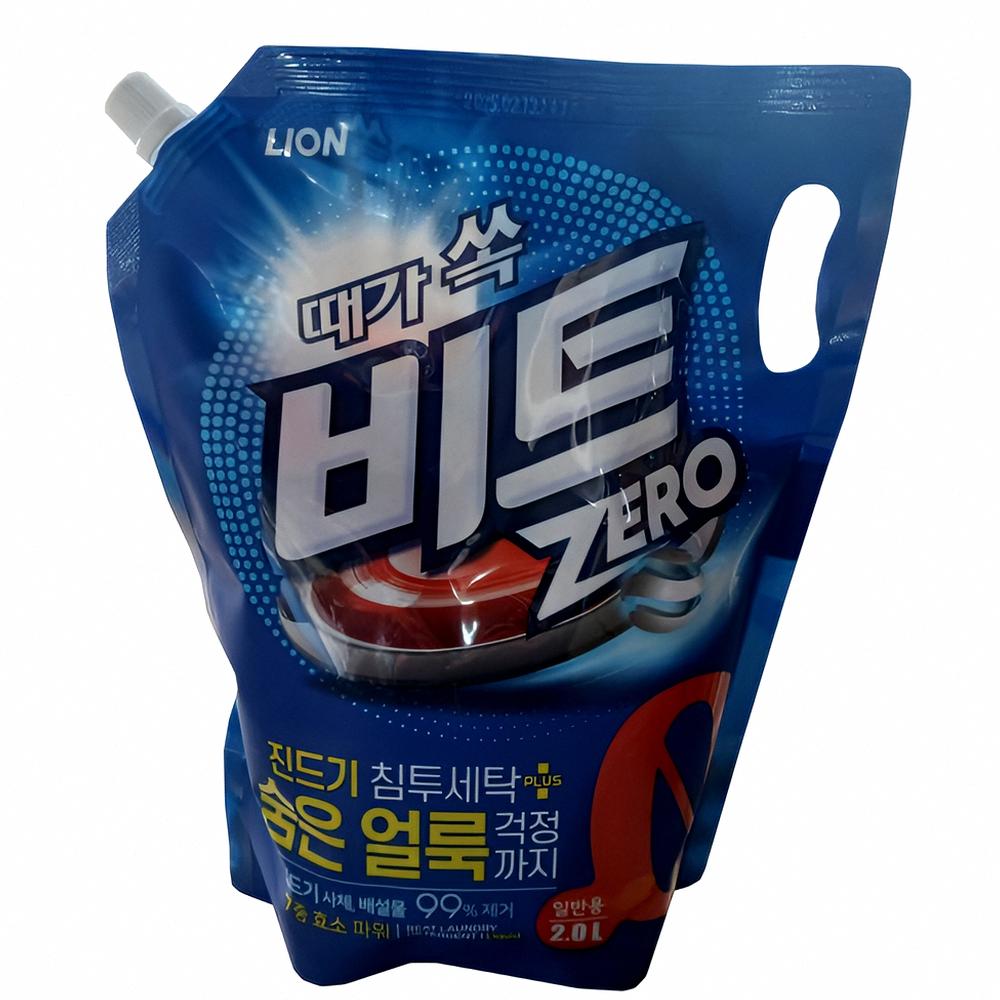 LION
때가 쏙
비트
ZERO
진드기 침투세탁 PLUS
숨은 얼룩 걱정
까지
드기 사체, 배설물 99% 제거
효소 파워
일반용
2.0L